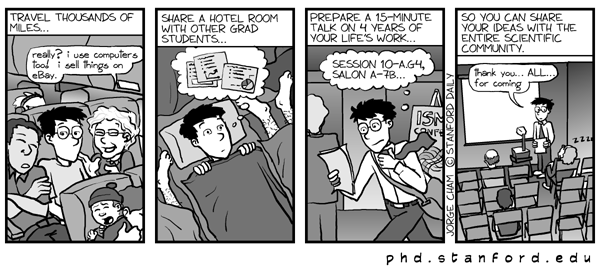 TRAVEL THOUSANDS OF
MILES...
really? i use computers
too! i sell things on
eBay.
SHARE A HOTEL ROOM
WITH OTHER GRAD
STUDENTS...
PREPARE A 15-MINUTE
TALK ON 4 YEARS OF
YOUR LIFE'S WORK...
SESSION 10-A.G4,
SALON A-7B...
JORGE CHAM © STANFORD DAILY
SO YOU CAN SHARE
YOUR IDEAS WITH THE
ENTIRE SCIENTIFIC
COMMUNITY.
Thank you... ALL...
for coming
zzz
phd.stanford.edu